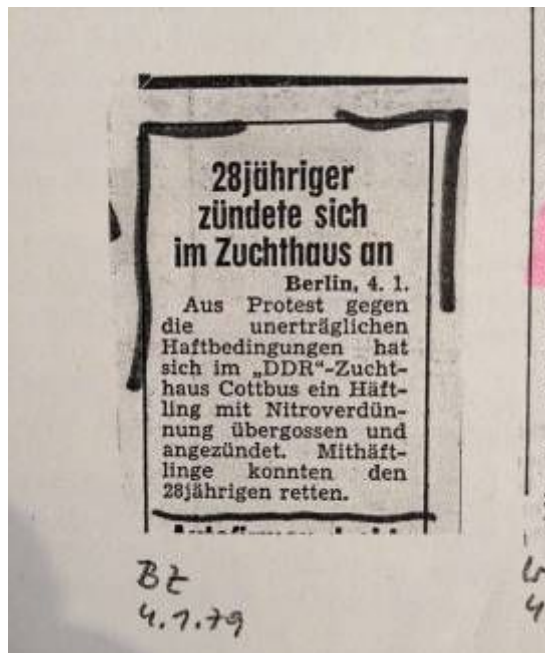 28jähriger
zündete sich
im Zuchthaus an
Berlin, 4. 1.
Aus Protest gegen
die unerträglichen
Haftbedingungen hat
sich im „DDR“-Zucht-
haus Cottbus ein Häft-
ling mit Nitroverdün-
nung übergossen und
angezündet. Mithäft-
linge konnten den
28jährigen retten.
BZ
4.1.79